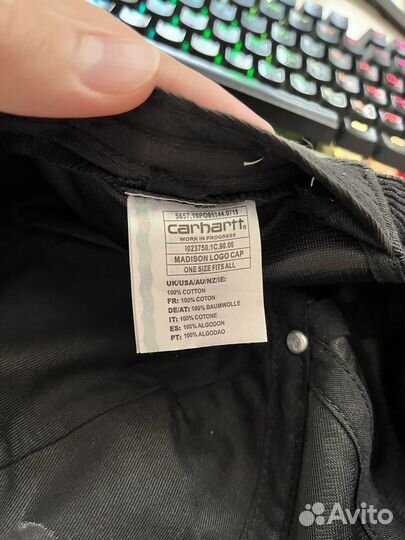 5657.18PO91144.0718
carhartt®
WORK IN PROGRESS
I023750.1C.90.06
MADISON LOGO CAP
ONE SIZE FITS ALL
UK/USA/AU/NZ/IE:
100% COTTON
FR: 100% COTON
DE/AT: 100% BAUMWOLLE
IT: 100% COTONE
ES: 100% ALGODON
PT: 100% ALGODAO
Avito